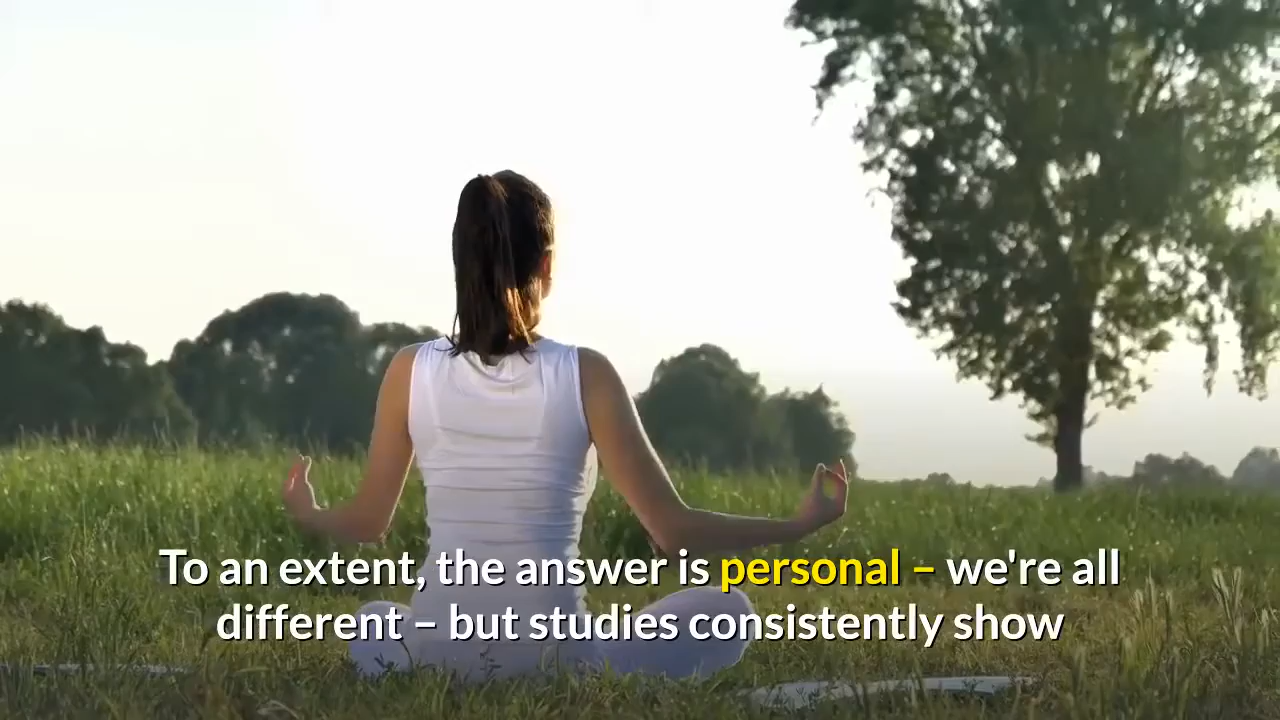 To an extent, the answer is personal – we're all
different – but studies consistently show